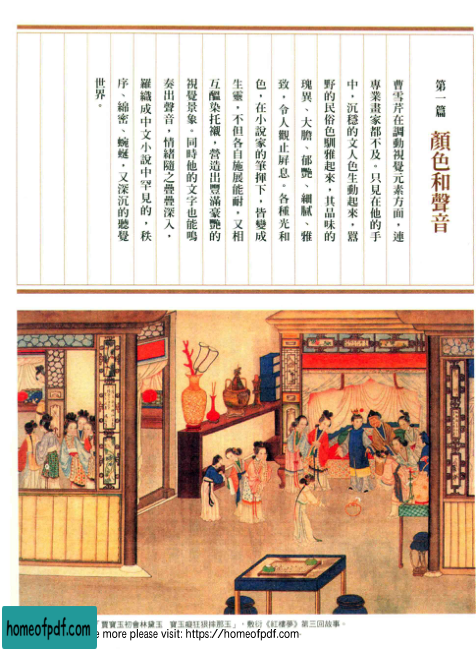 第一篇 顏色和聲音
曹雪芹在調動視覺元素方面，連
專業畫家都不及。只見在他的手
中，沉穩的文人色生動起來，囂
野的民俗色馴雅起來，其品味的
瑰異、大膽、郁艷、細膩、雅
致，令人觀止屏息。各種光和
色，在小說家的筆揮下，皆變成
生靈，不但各自施展能耐，又相
互醞染托襯，營造出豐滿豪艷的
視覺景象。同時他的文字也能鳴
奏出聲音，情緒隨之疊疊深入，
羅織成中文小說中罕見的，秩
序、綿密、蜿蜒，又深沉的聽覺
世界。
「賈寶玉初會林黛玉 寶玉癡狂狠摔那玉」，敷衍《紅樓夢》第三回故事。
homeofpdf.com
e more please visit: https://homeofpdf.com